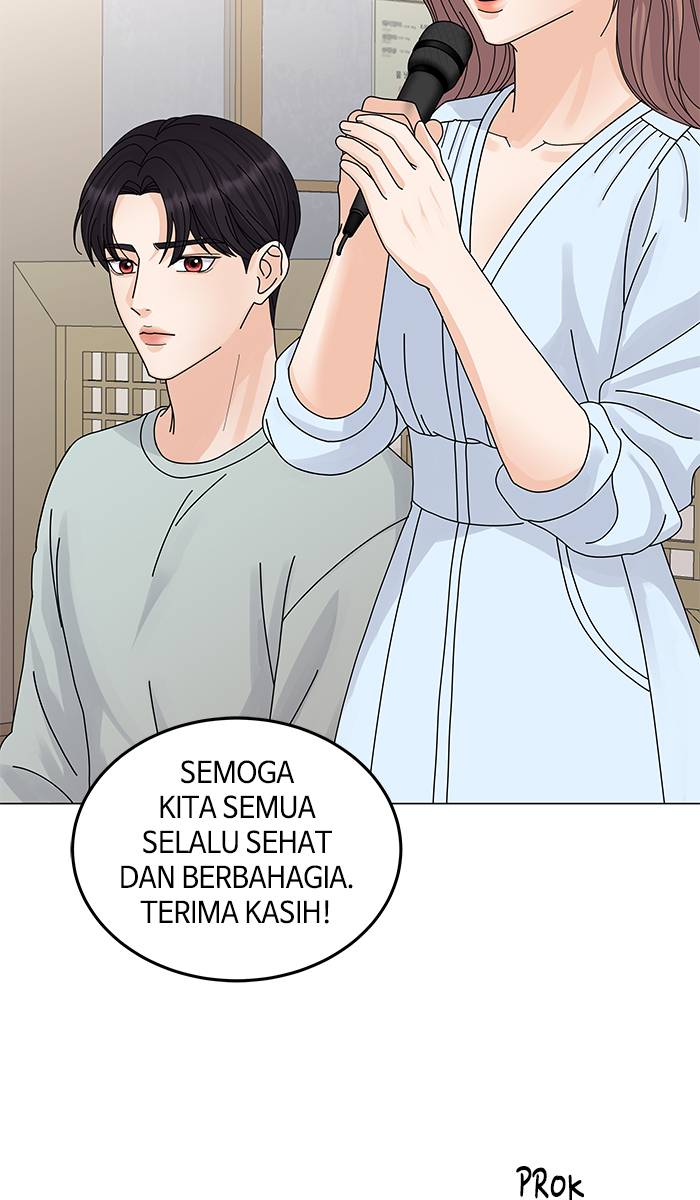 SEMOGA
KITA SEMUA
SELALU SEHAT
DAN BERBAHAGIA.
TERIMA KASIH!
PROK